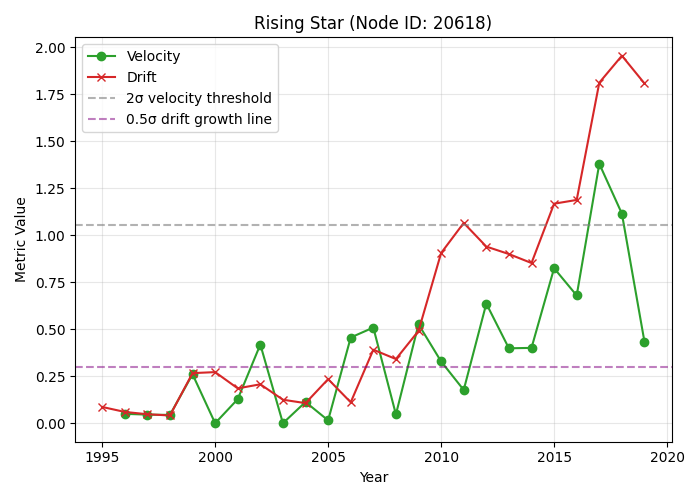 Rising Star (Node ID: 20618)
Velocity
Drift
2σ velocity threshold
0.5σ drift growth line
Metric Value
2.00
1.75
1.50
1.25
1.00
0.75
0.50
0.25
0.00
1995 2000 2005 2010 2015 2020
Year